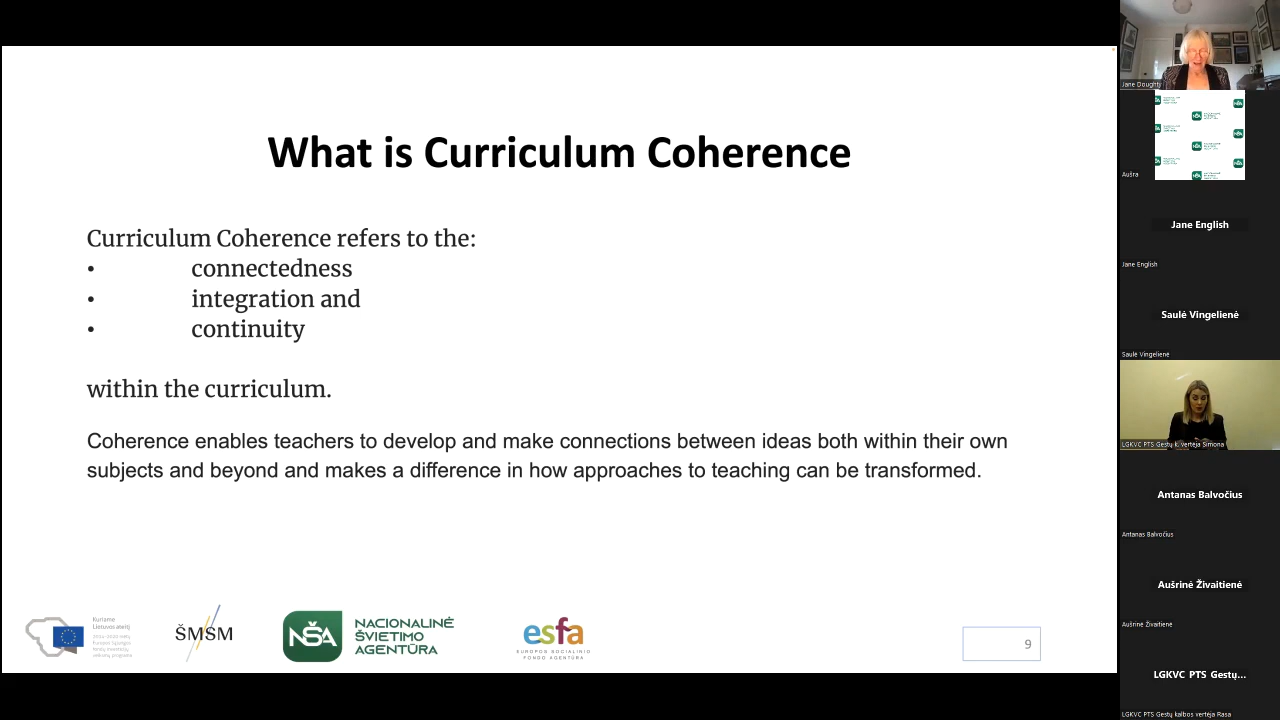 What is Curriculum Coherence
Curriculum Coherence refers to the:
• connectedness
• integration and
• continuity
within the curriculum.
Coherence enables teachers to develop and make connections between ideas both within their own
subjects and beyond and makes a difference in how approaches to teaching can be transformed.
Kuriame
Lietuvos ateitį
ŠMSM
NŠA
NACIONALINĖ
ŠVIETIMO
AGENTŪRA
esfa
EUROPOS SOCIALINIO
FONDO AGENTŪRA
9
Jane Doughty
Aušra
Jane English
Jane English
Saulė Vingelienė
Saulė Vingelienė
LGKVC PTS Gestų k. vertėja Simona
Antanas Balvočius
Antanas Balvočius
Aušrinė Živaitienė
Aušrinė Živaitienė
LGKVC PTS Gestų...
LGKVC PTS Gestų kalbos vertėja Rasa